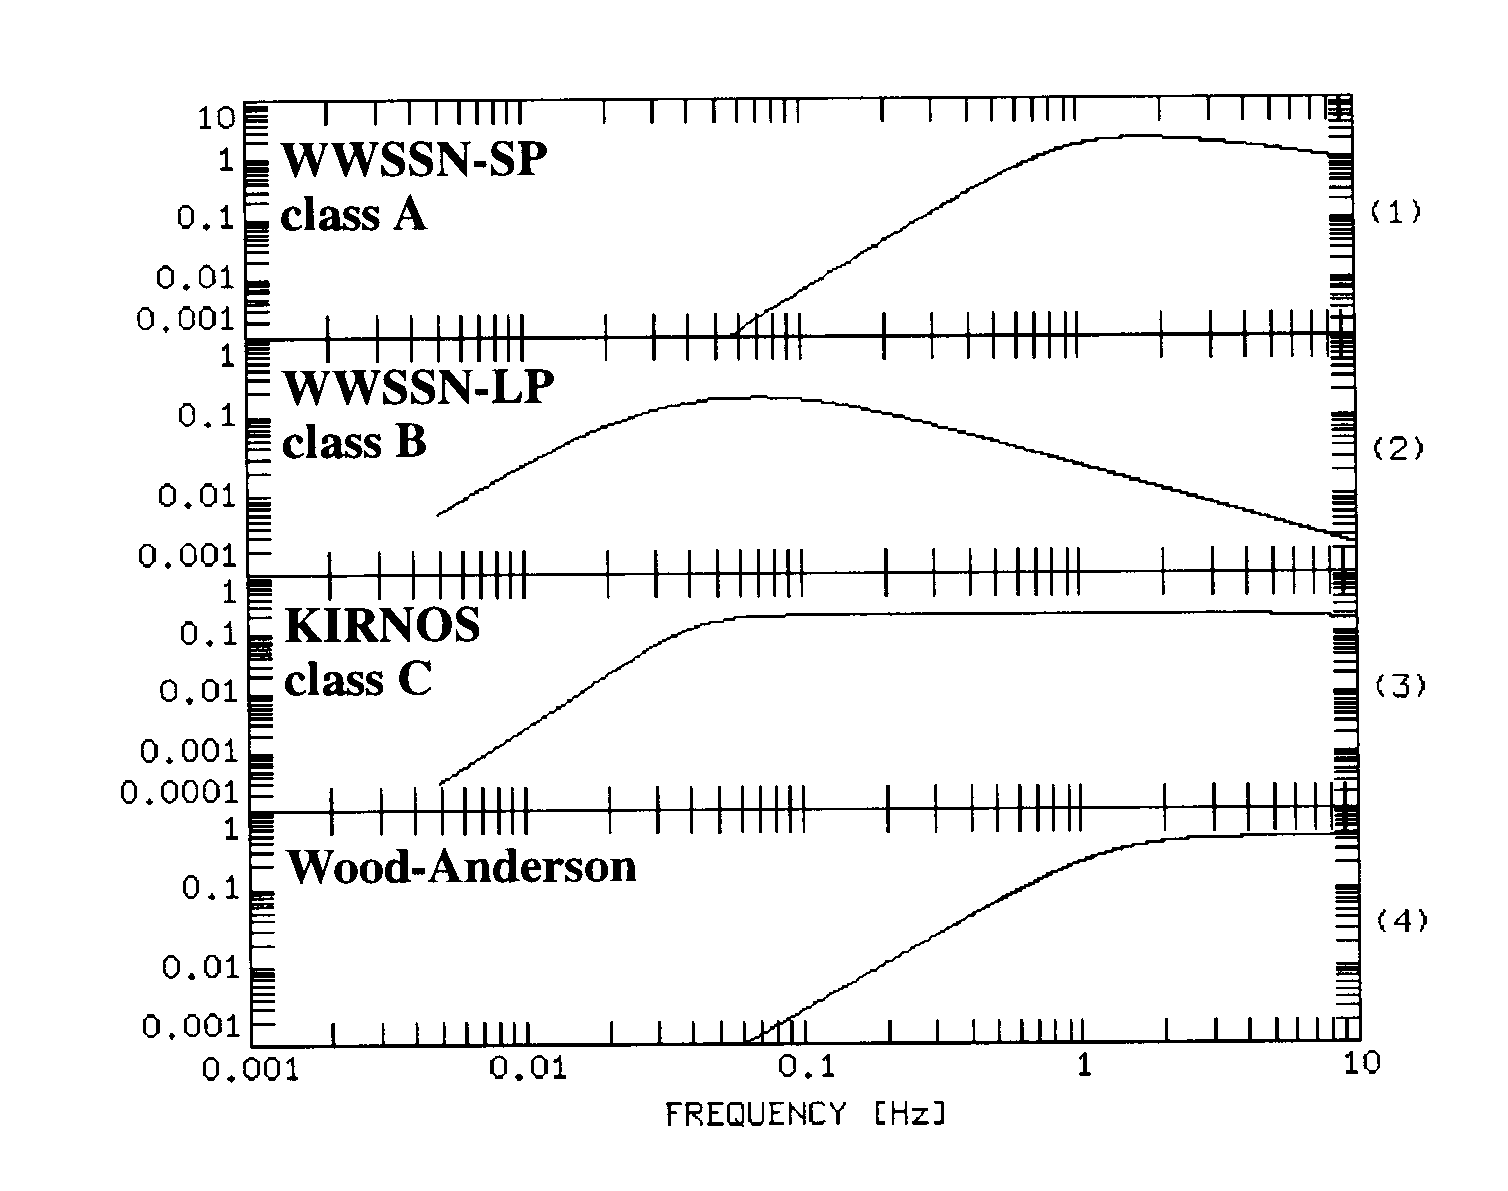 10
WWSSN-SP
1
class A
0.1
(1)
0.01
0.001
1
WWSSN-LP
0.1
class B
(2)
0.01
0.001
1
KIRNOS
0.1
class C
0.01
(3)
0.001
0.0001
1
Wood-Anderson
0.1
(4)
0.01
0.001
0.001 0.01 0.1 1 10
FREQUENCY [Hz]